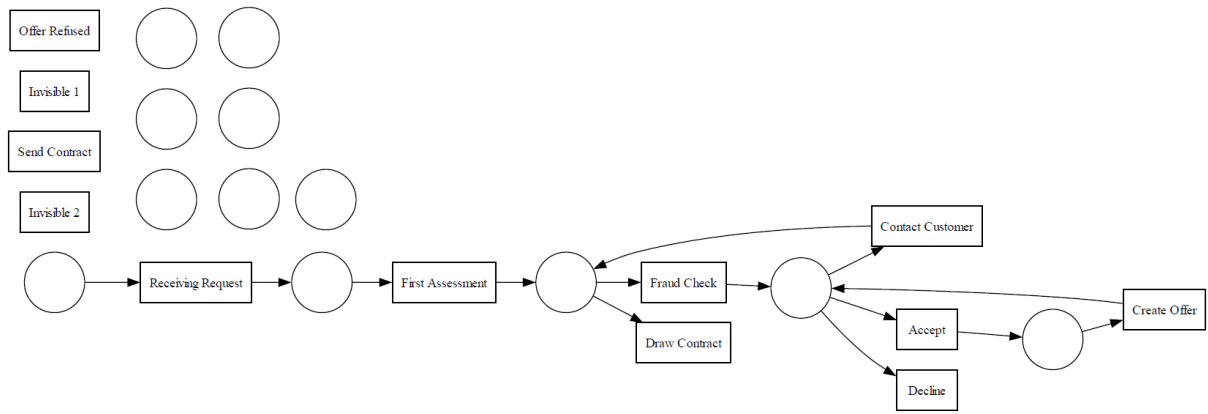 Offer Refused
Invisible 1
Send Contract
Invisible 2
Contact Customer
Receiving Request
First Assessment
Fraud Check
Create Offer
Accept
Draw Contract
Decline